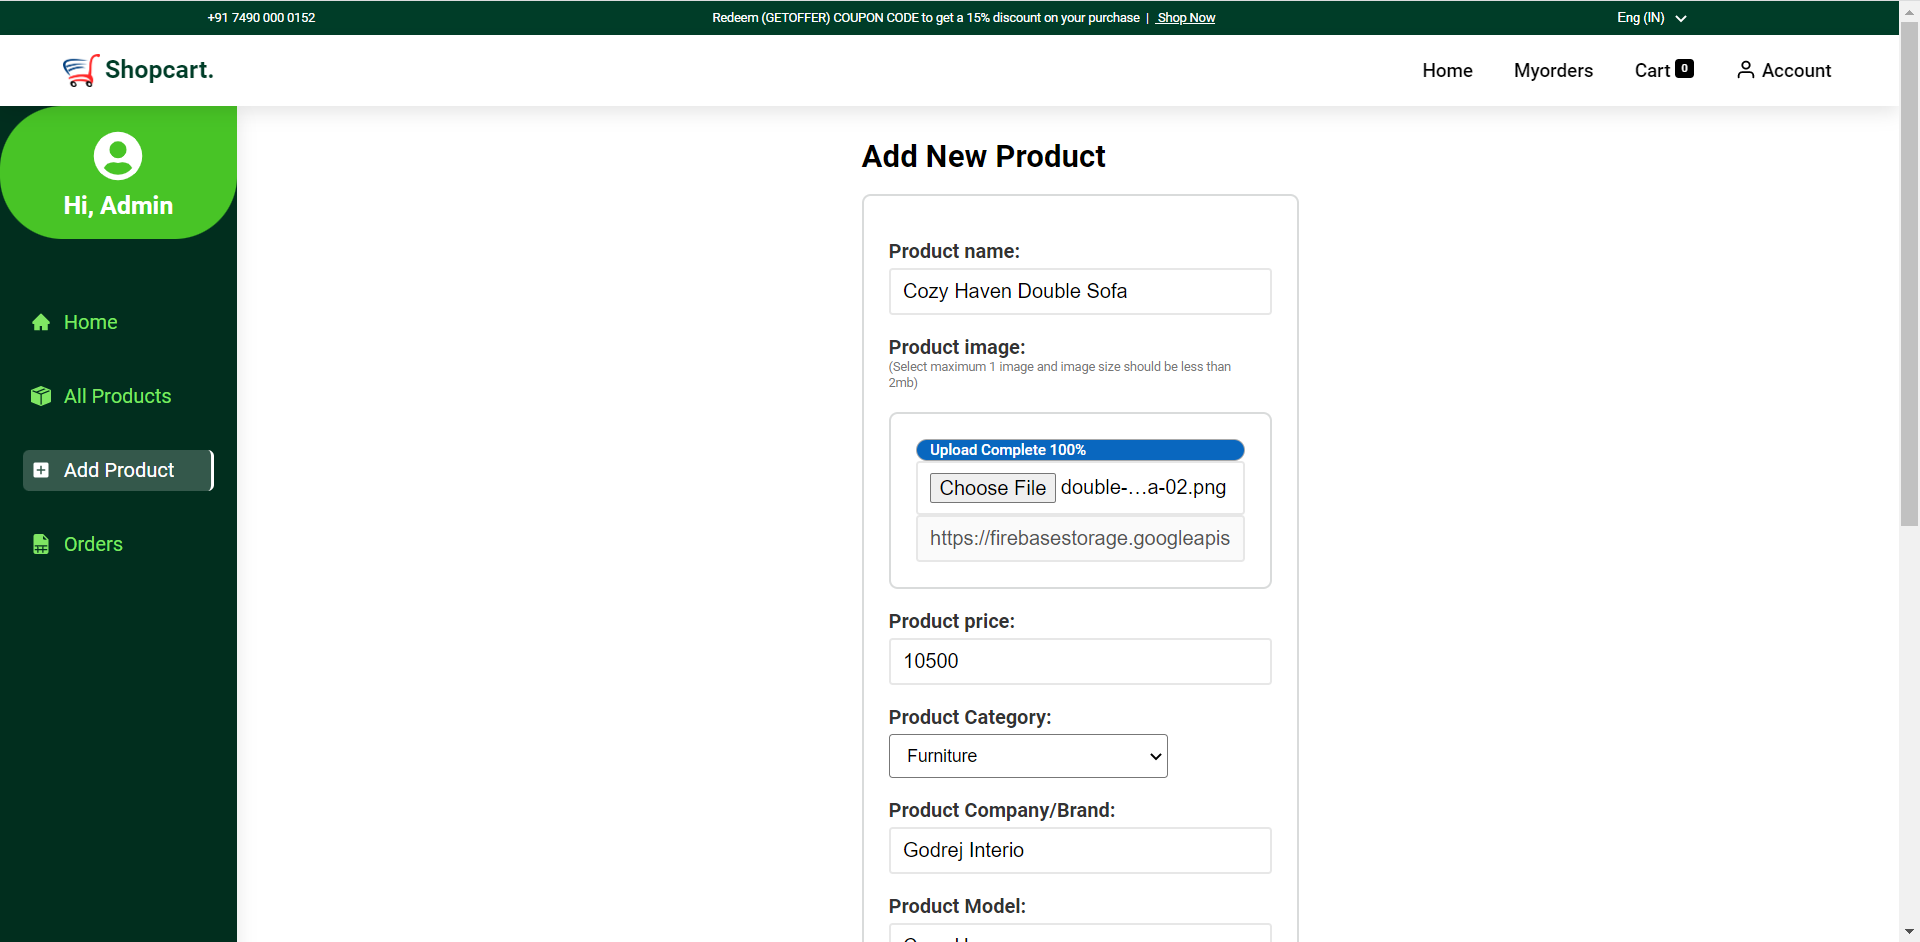 +91 7490 000 0152
Redeem (GETOFFER) COUPON CODE to get a 15% discount on your purchase | Shop Now
Eng (IN)
Shopcart.
Home
Myorders
Cart 0
Account
Hi, Admin
Home
All Products
Add Product
Orders
Add New Product
Product name:
Cozy Haven Double Sofa
Product image:
(Select maximum 1 image and image size should be less than
2mb)
Upload Complete 100%
Choose File double-...a-02.png
https://firebasestorage.googleapis
Product price:
10500
Product Category:
Furniture
Product Company/Brand:
Godrej Interio
Product Model: